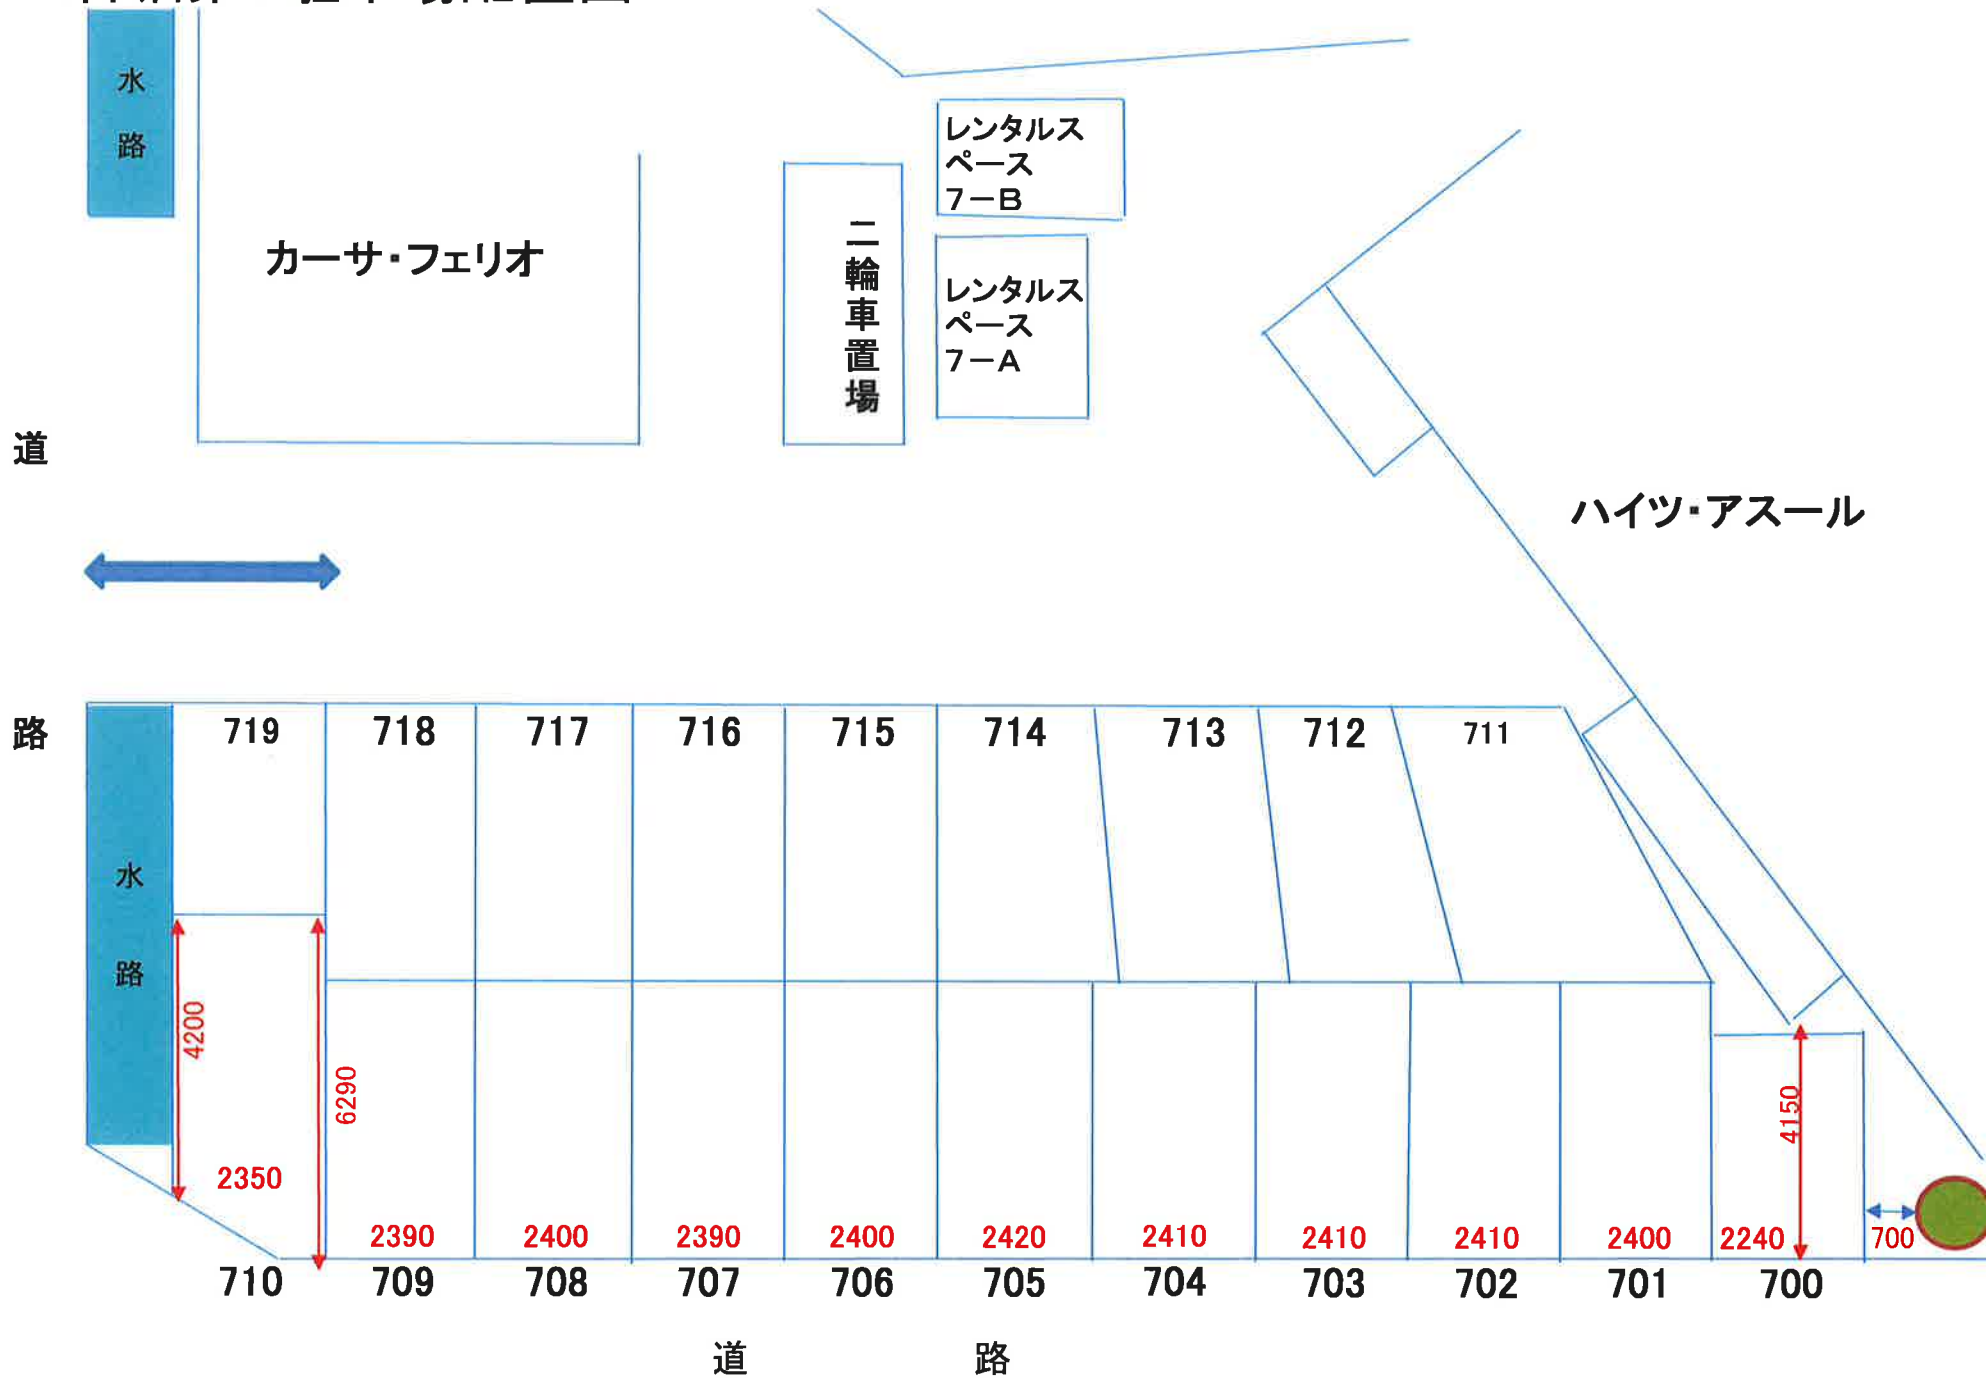 水
路
レンタルス
ペース
7－B
カーサ・フェリオ
二輪車置場
レンタルス
ペース
7－A
道
ハイツ・アスール
路
719 718 717 716 715 714 713 712 711
水
路
4200
6290
4150
2350
2390 2400 2390 2400 2420 2410 2410 2410 2400 2240 700
710 709 708 707 706 705 704 703 702 701 700
道 路